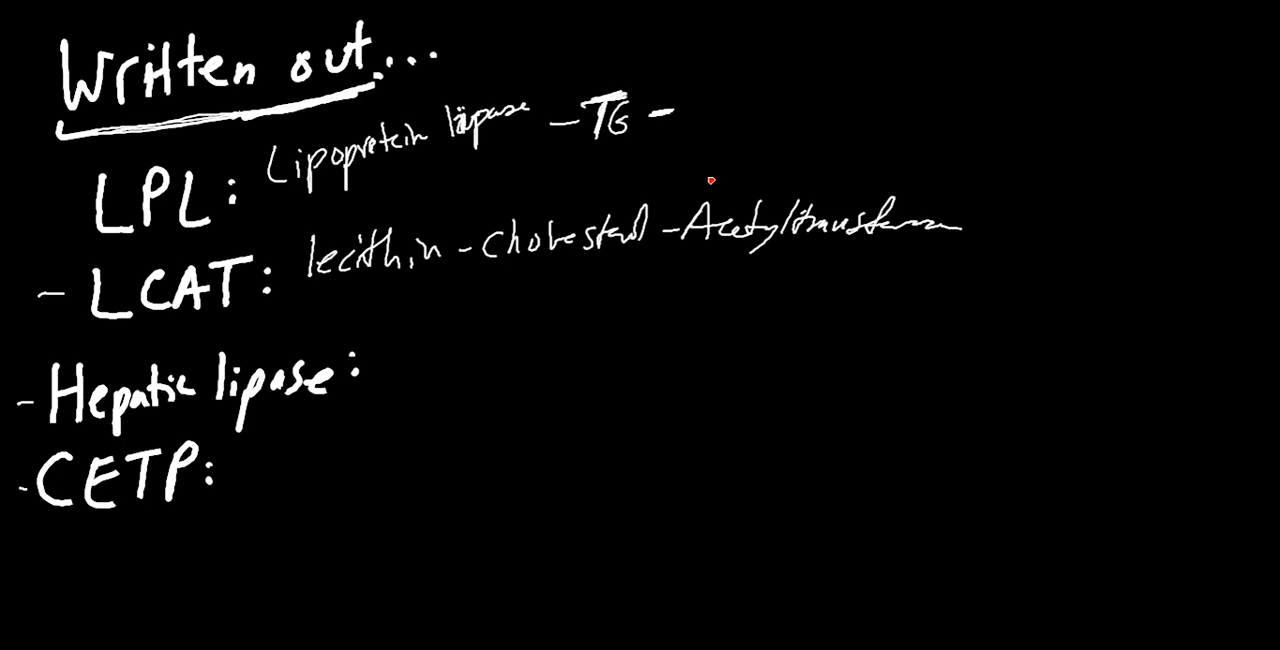 Written out...
LPL: Lipoprotein lipase - TG -
- LCAT: lecithin - cholesterol - Acetyltransferase
- Hepatic lipase:
- CETP: